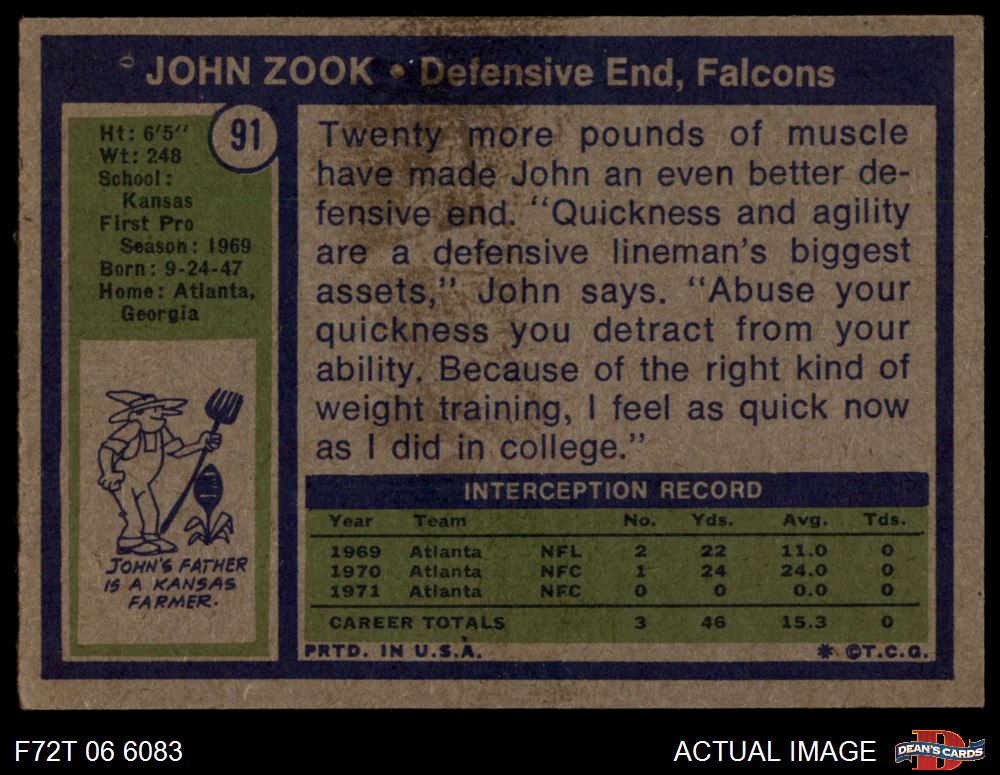 JOHN ZOOK • Defensive End, Falcons
91
Ht: 6'5"
Wt: 248
School:
Kansas
First Pro
Season: 1969
Born: 9-24-47
Home: Atlanta,
Georgia
JOHN'S FATHER
IS A KANSAS
FARMER.
Twenty more pounds of muscle
have made John an even better de-
fensive end. "Quickness and agility
are a defensive lineman's biggest
assets," John says. "Abuse your
quickness you detract from your
ability. Because of the right kind of
weight training, I feel as quick now
as I did in college."
INTERCEPTION RECORD
Year Team No. Yds. Avg. Tds.
1969 Atlanta NFL 2 22 11.0 0
1970 Atlanta NFC 1 24 24.0 0
1971 Atlanta NFC 0 0 0.0 0
CAREER TOTALS 3 46 15.3 0
PRTD. IN U.S.A. * ©T.C.G.
F72T 06 6083 ACTUAL IMAGE DEAN'S CARDS